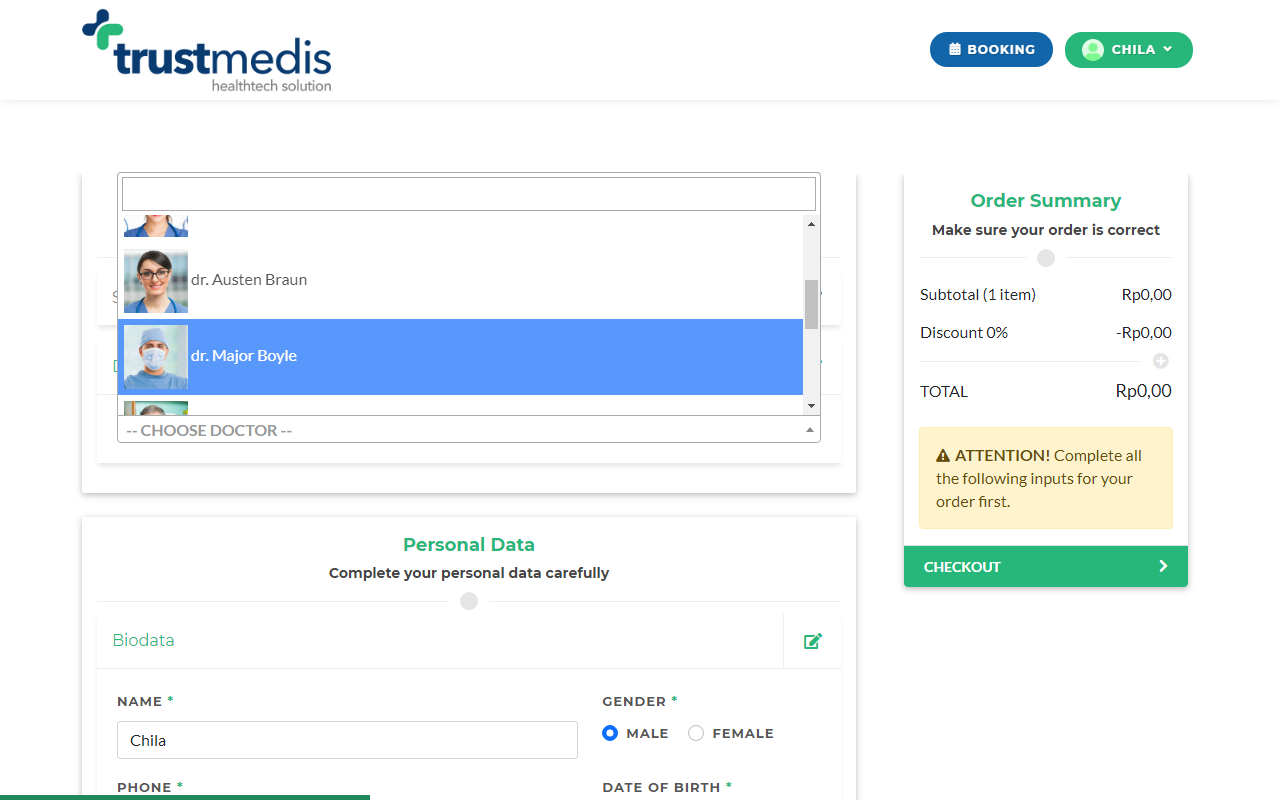 trustmedis
healthtech solution
BOOKING
CHILA
dr. Austen Braun
dr. Major Boyle
-- CHOOSE DOCTOR --
Personal Data
Complete your personal data carefully
Biodata
NAME *
Chila
GENDER *
MALE
FEMALE
PHONE *
DATE OF BIRTH *
Order Summary
Make sure your order is correct
Subtotal (1 item) Rp0,00
Discount 0% -Rp0,00
TOTAL Rp0,00
ATTENTION! Complete all
the following inputs for your
order first.
CHECKOUT